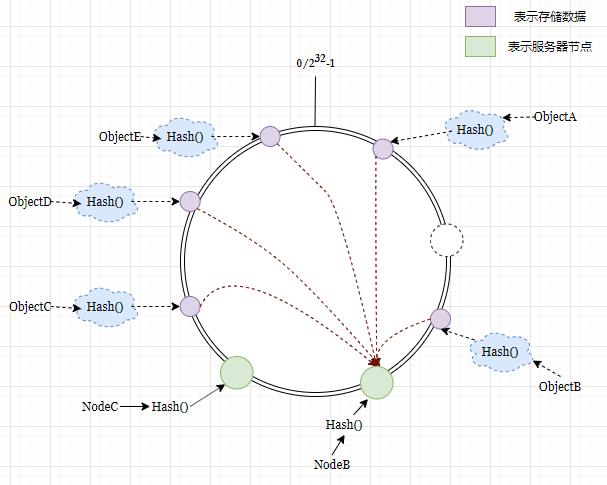 表示存储数据
表示服务器节点
0/2^32-1
ObjectA
Hash()
ObjectE
Hash()
ObjectD
Hash()
ObjectC
Hash()
Hash()
ObjectB
NodeC
Hash()
Hash()
NodeB